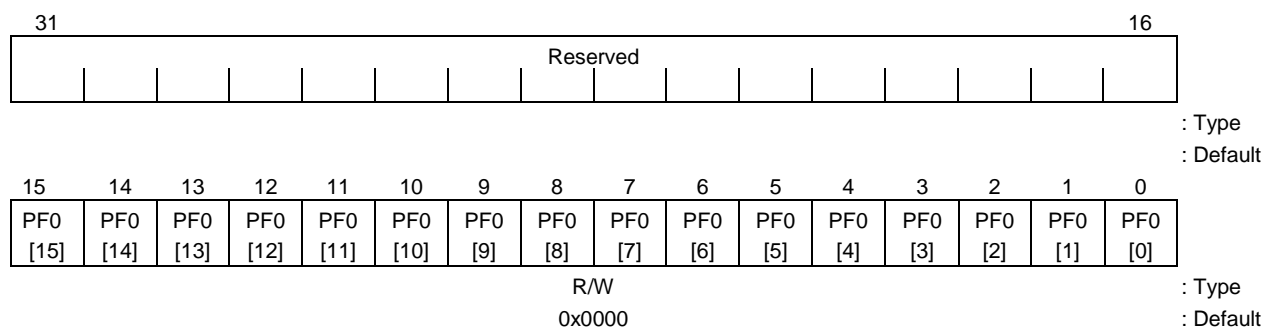 31 16
Reserved
: Type
: Default
15 14 13 12 11 10 9 8 7 6 5 4 3 2 1 0
PF0 PF0 PF0 PF0 PF0 PF0 PF0 PF0 PF0 PF0 PF0 PF0 PF0 PF0 PF0 PF0
[15] [14] [13] [12] [11] [10] [9] [8] [7] [6] [5] [4] [3] [2] [1] [0]
R/W : Type
0x0000 : Default